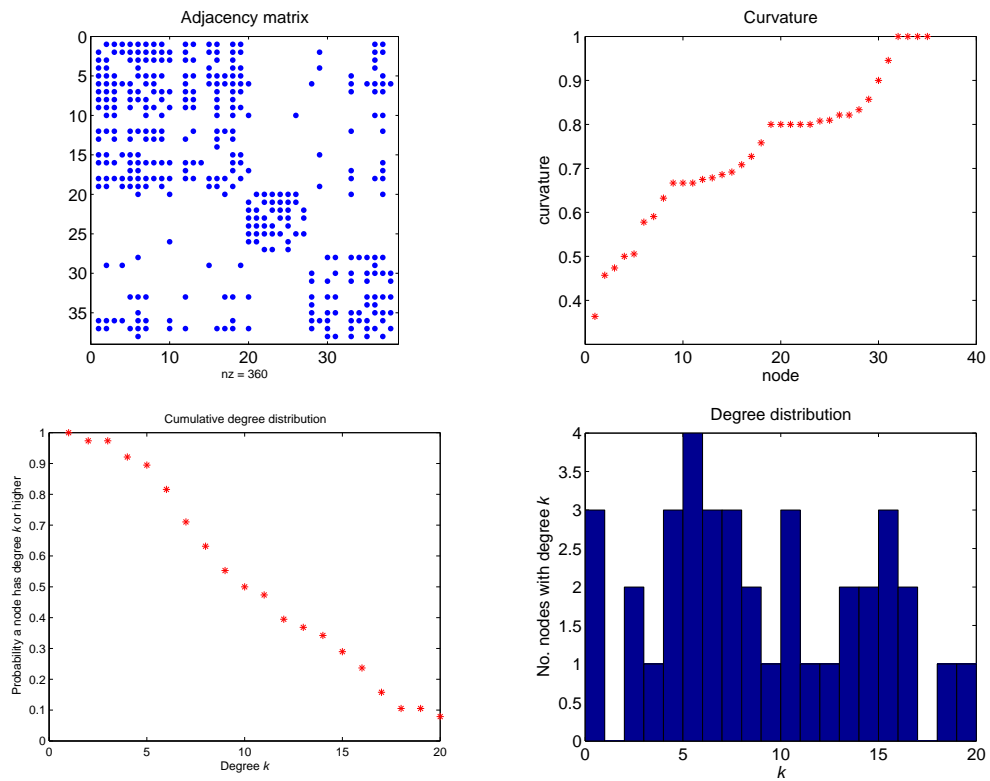 Adjacency matrix
0
5
10
15
20
25
30
35
0 10 20 30
nz = 360
Curvature
1
0.9
0.8
0.7
0.6
0.5
0.4
curvature
0 10 20 30 40
node
Cumulative degree distribution
1
0.9
0.8
0.7
0.6
0.5
0.4
0.3
0.2
0.1
0
Probability a node has degree k or higher
0 5 10 15 20
Degree k
Degree distribution
4
3.5
3
2.5
2
1.5
1
0.5
0
No. nodes with degree k
0 5 10 15 20
k